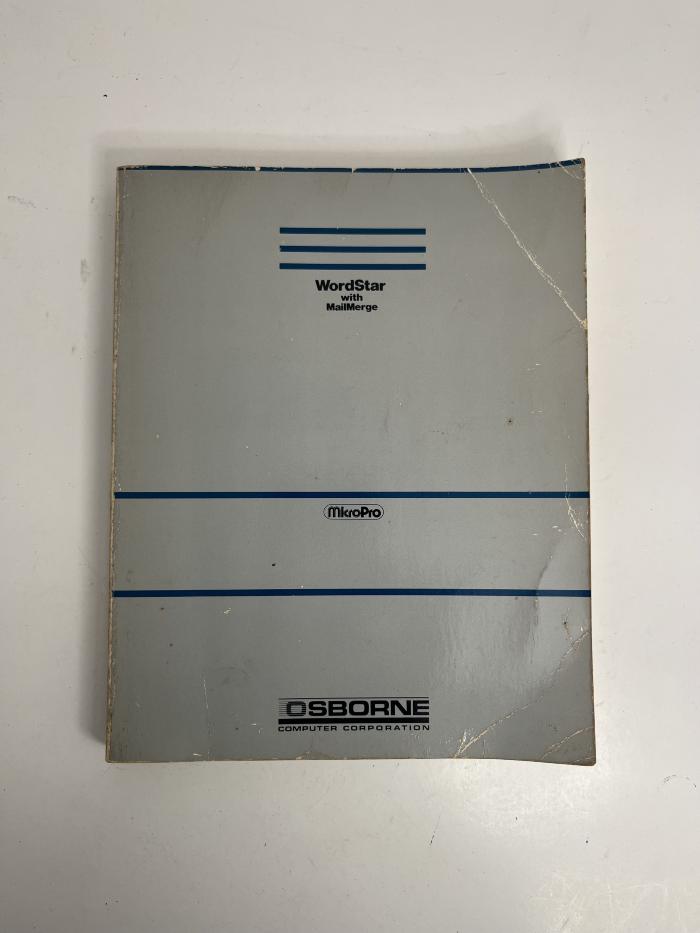 WordStar
with
MailMerge
MicroPro
OSBORNE
COMPUTER CORPORATION